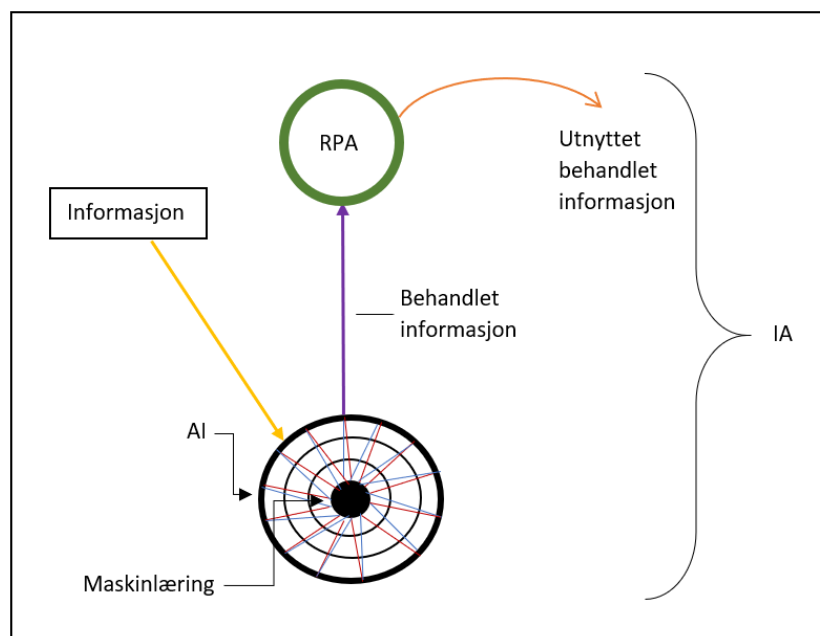 RPA
Utnyttet
behandlet
informasjon
Informasjon
Behandlet
informasjon
IA
AI
Maskinlæring